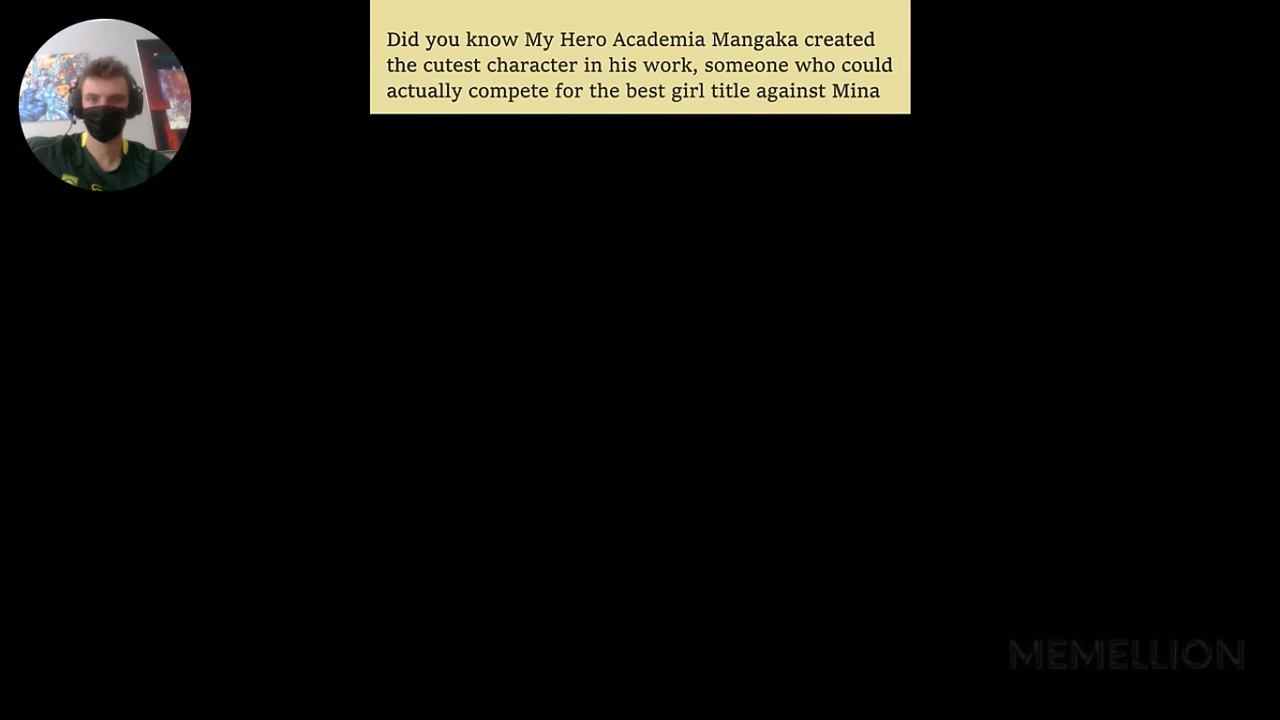 Did you know My Hero Academia Mangaka created
the cutest character in his work, someone who could
actually compete for the best girl title against Mina
MEMELLION